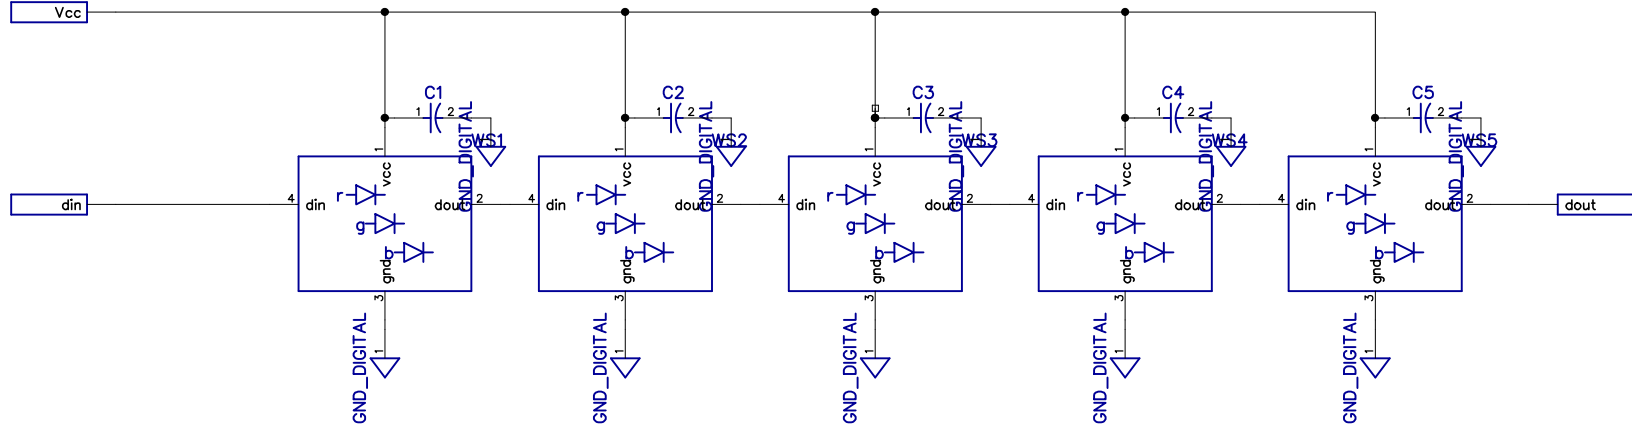 Vcc
C1 C2 C3 C4 C5
1 2 1 2 1 2 1 2 1 2
GND_DIGITAL GND_DIGITAL GND_DIGITAL GND_DIGITAL GND_DIGITAL
WS1 WS2 WS3 WS4 WS5
1 1 1 1 1
vcc vcc vcc vcc vcc
din 4 din r dout 2 4 din r dout 2 4 din r dout 2 4 din r dout 2 4 din r dout 2 dout
g g g g g
b b b b b
gnd gnd gnd gnd gnd
3 3 3 3 3
GND_DIGITAL GND_DIGITAL GND_DIGITAL GND_DIGITAL GND_DIGITAL
1 1 1 1 1